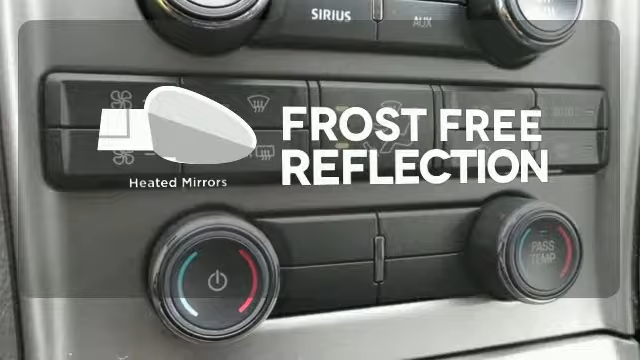 SIRIUS
AUX
FROST FREE
REFLECTION
Heated Mirrors
PASS
TEMP